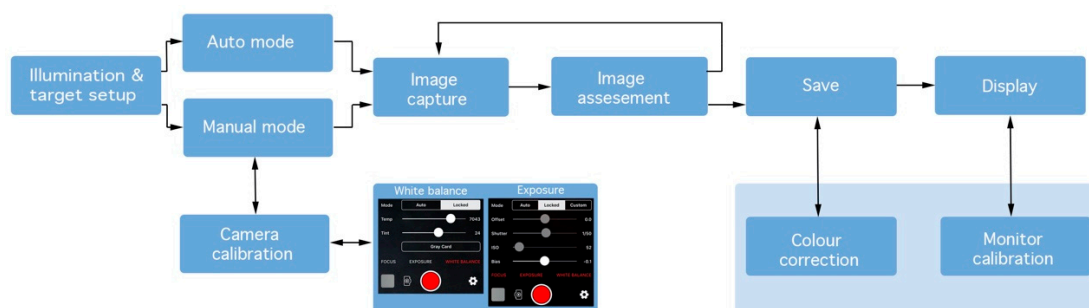 Auto mode
Illumination &
target setup
Manual mode
Image
capture
Image
assesement
Save
Display
Camera
calibration
White balance
Mode Auto Locked
Temp 7043
Tint 24
Gray Card
FOCUS EXPOSURE WHITE BALANCE
Exposure
Mode Auto Locked Custom
Offset 0.0
Shutter 1/50
ISO 52
Bias -0.1
FOCUS EXPOSURE WHITE BALANCE
Colour
correction
Monitor
calibration